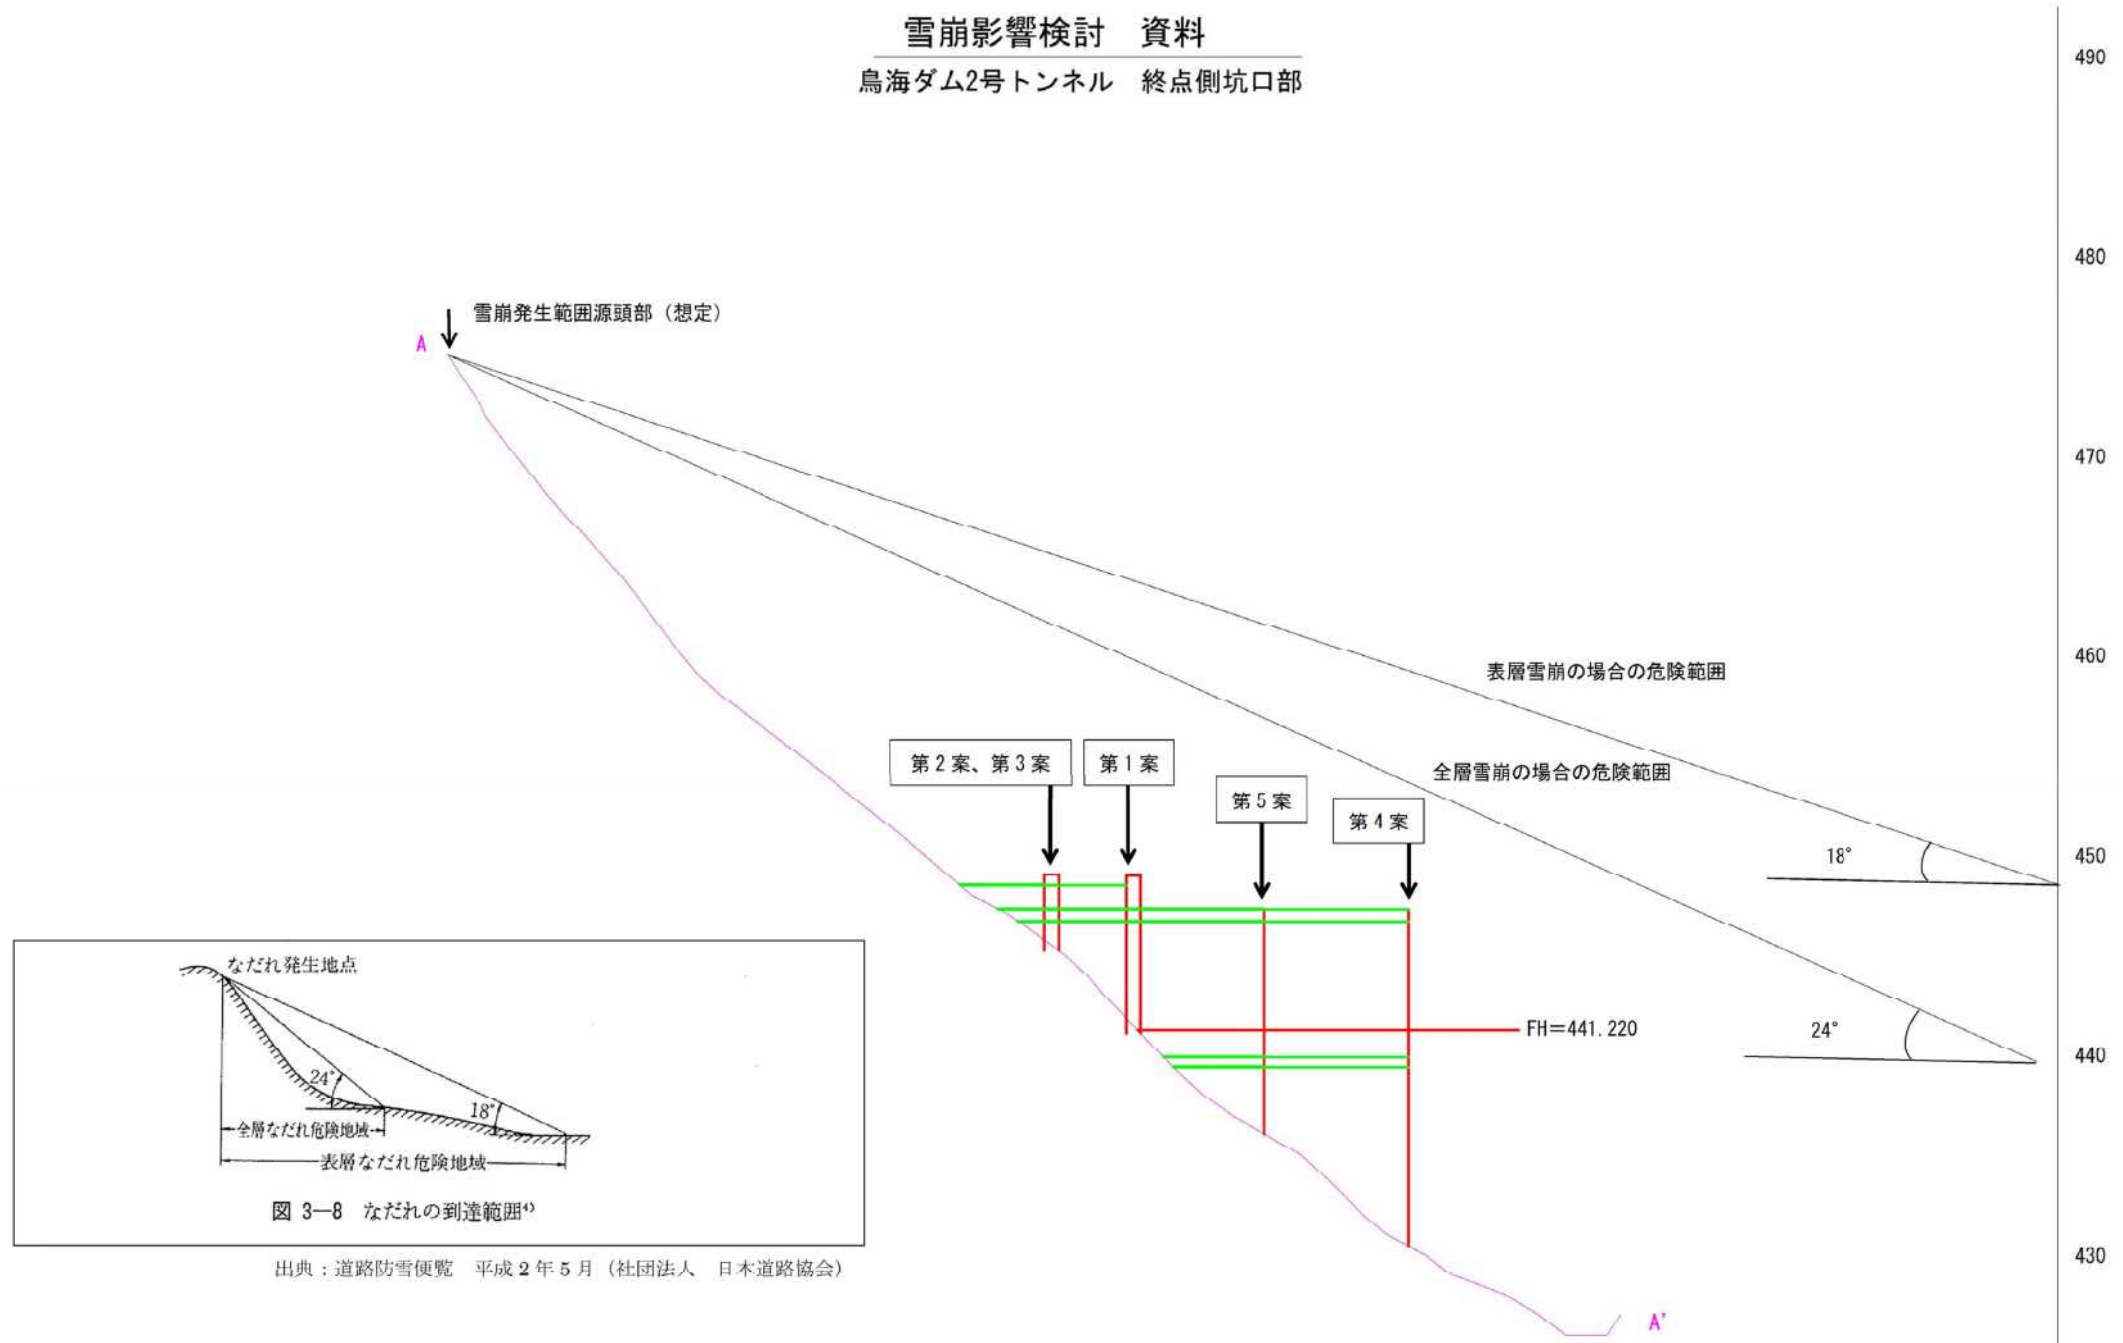 雪崩影響検討　資料
鳥海ダム2号トンネル　終点側坑口部
490
480
470
460
450
440
430
雪崩発生範囲源頭部（想定）
A
表層雪崩の場合の危険範囲
全層雪崩の場合の危険範囲
第２案、第３案
第１案
第５案
第４案
18°
FH＝441.220
24°
なだれ発生地点
24°
18°
全層なだれ危険地域
表層なだれ危険地域
図 3―8　なだれの到達範囲⁴⁾
出典：道路防雪便覧　平成２年５月（社団法人　日本道路協会）
A'